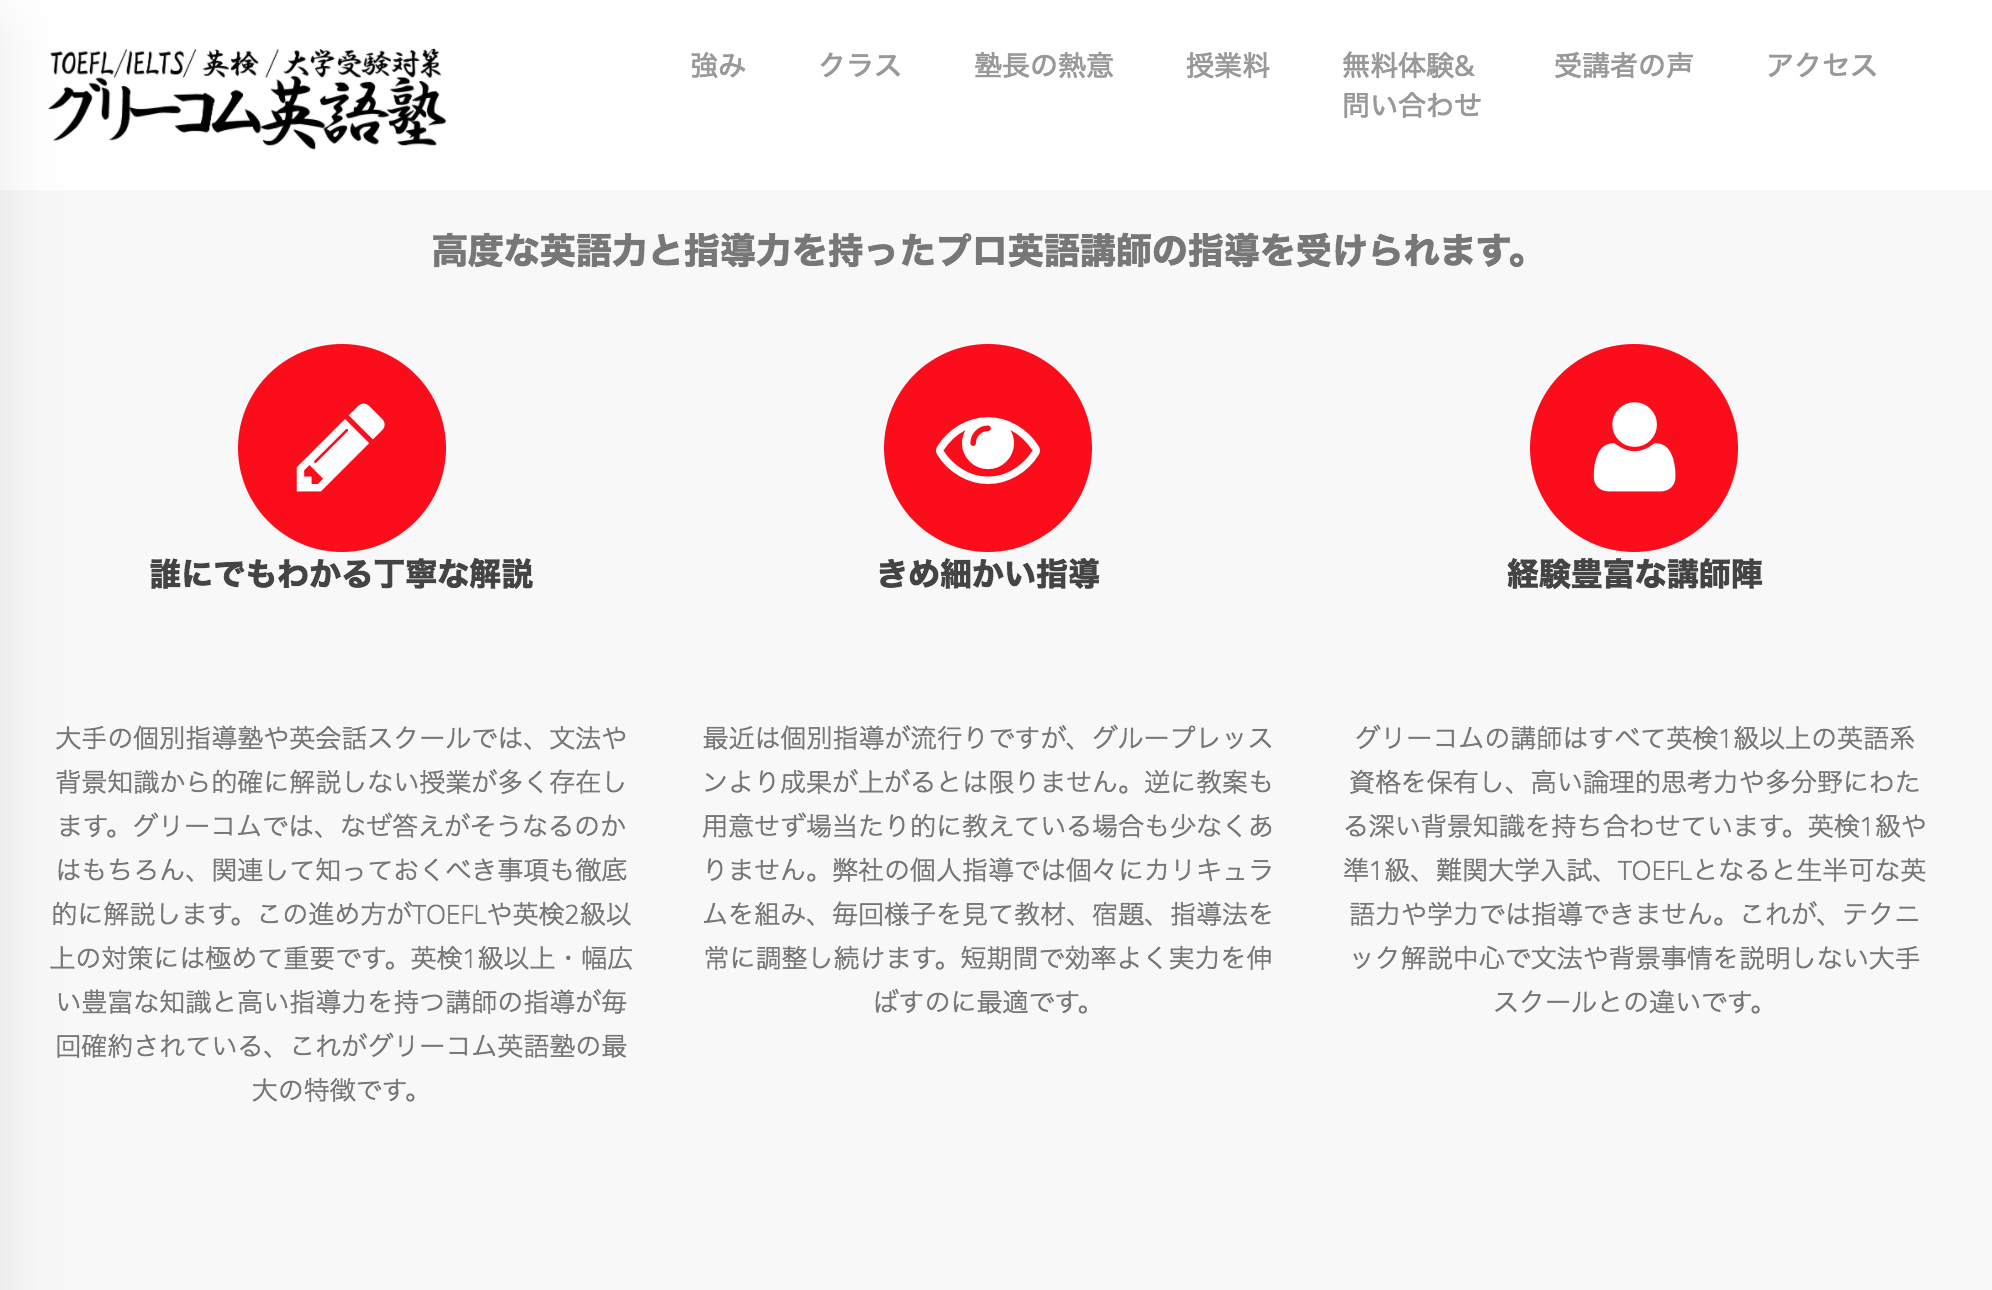 TOEFL/IELTS/ 英検 / 大学受験対策
グリーコム英語塾
強み
クラス
塾長の熱意
授業料
無料体験&
問い合わせ
受講者の声
アクセス
高度な英語力と指導力を持ったプロ英語講師の指導を受けられます。
誰にでもわかる丁寧な解説
大手の個別指導塾や英会話スクールでは、文法や
背景知識から的確に解説しない授業が多く存在し
ます。グリーコムでは、なぜ答えがそうなるのか
はもちろん、関連して知っておくべき事項も徹底
的に解説します。この進め方がTOEFLや英検2級以
上の対策には極めて重要です。英検1級以上・幅広
い豊富な知識と高い指導力を持つ講師の指導が毎
回確約されている、これがグリーコム英語塾の最
大の特徴です。
きめ細かい指導
最近は個別指導が流行りですが、グループレッス
ンより成果が上がるとは限りません。逆に教案も
用意せず場当たり的に教えている場合も少なくあ
りません。弊社の個人指導では個々にカリキュラ
ムを組み、毎回様子を見て教材、宿題、指導法を
常に調整し続けます。短期間で効率よく実力を伸
ばすのに最適です。
経験豊富な講師陣
グリーコムの講師はすべて英検1級以上の英語系
資格を保有し、高い論理的思考力や多分野にわた
る深い背景知識を持ち合わせています。英検1級や
準1級、難関大学入試、TOEFLとなると生半可な英
語力や学力では指導できません。これが、テクニ
ック解説中心で文法や背景事情を説明しない大手
スクールとの違いです。